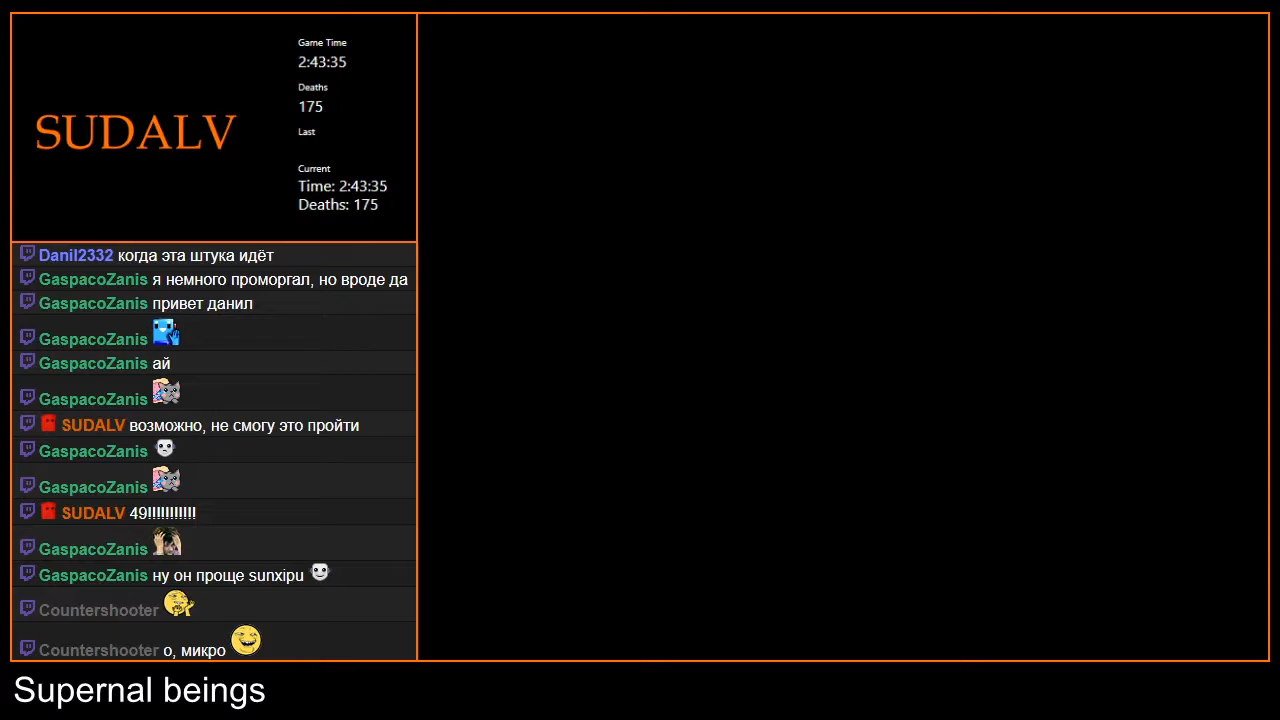 Game Time
2:43:35
Deaths
175
Last
SUDALV
Current
Time: 2:43:35
Deaths: 175
Danil2332 когда эта штука идёт
GaspacoZanis я немного проморгал, но вроде да
GaspacoZanis привет данил
GaspacoZanis
GaspacoZanis ай
GaspacoZanis
SUDALV возможно, не смогу это пройти
GaspacoZanis
GaspacoZanis
SUDALV 49!!!!!!!!!!!
GaspacoZanis
GaspacoZanis ну он проще sunxipu
Countershooter
Countershooter о, микро
Supernal beings